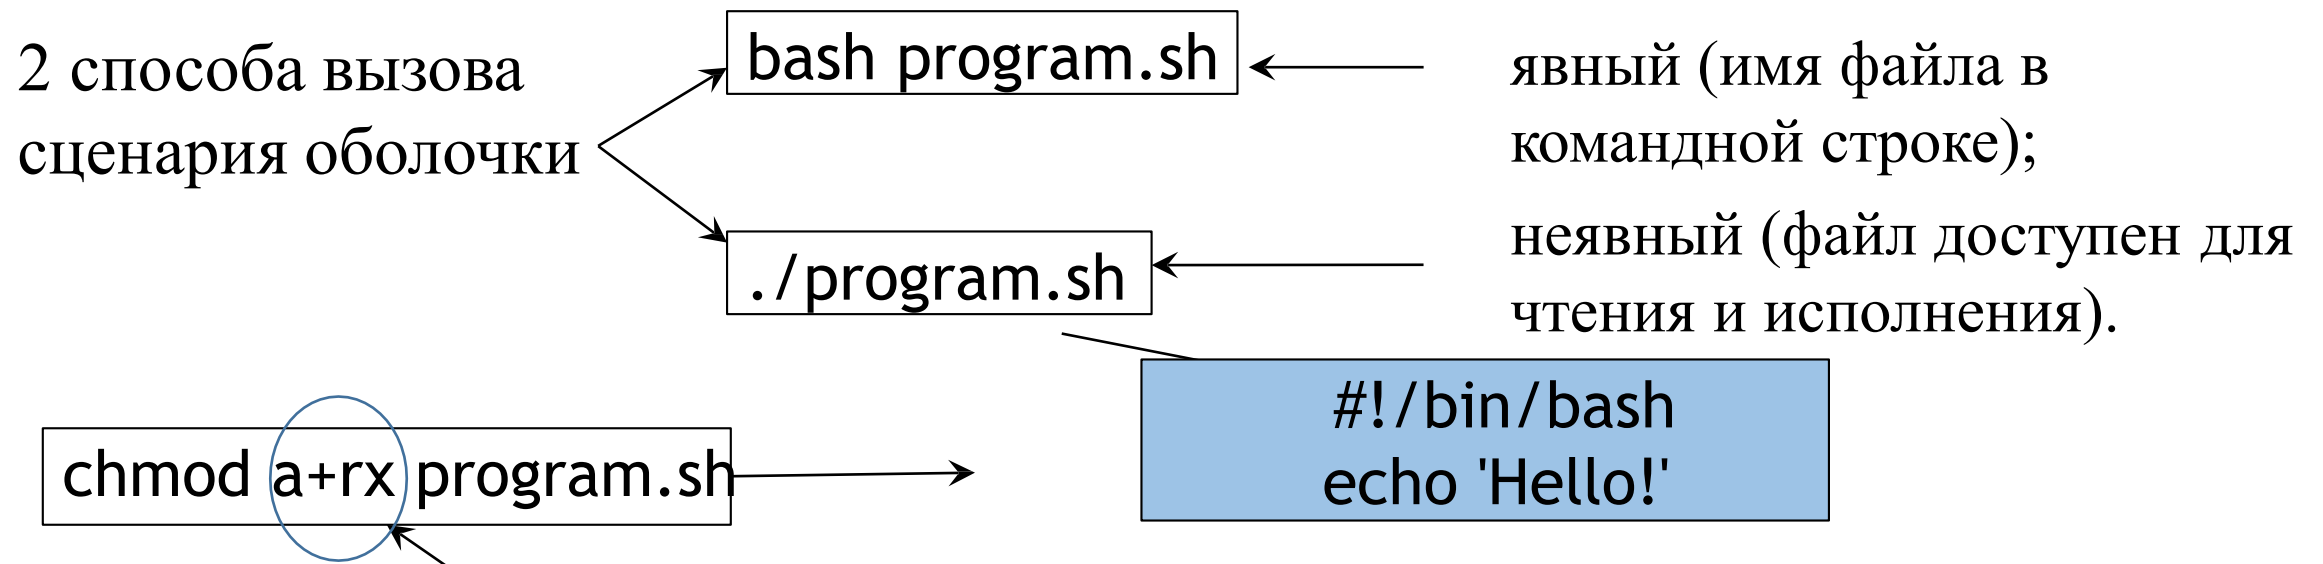 2 способа вызова
сценария оболочки
bash program.sh
явный (имя файла в
командной строке);
./program.sh
неявный (файл доступен для
чтения и исполнения).
#!/bin/bash
echo 'Hello!'
chmod a+rx program.sh